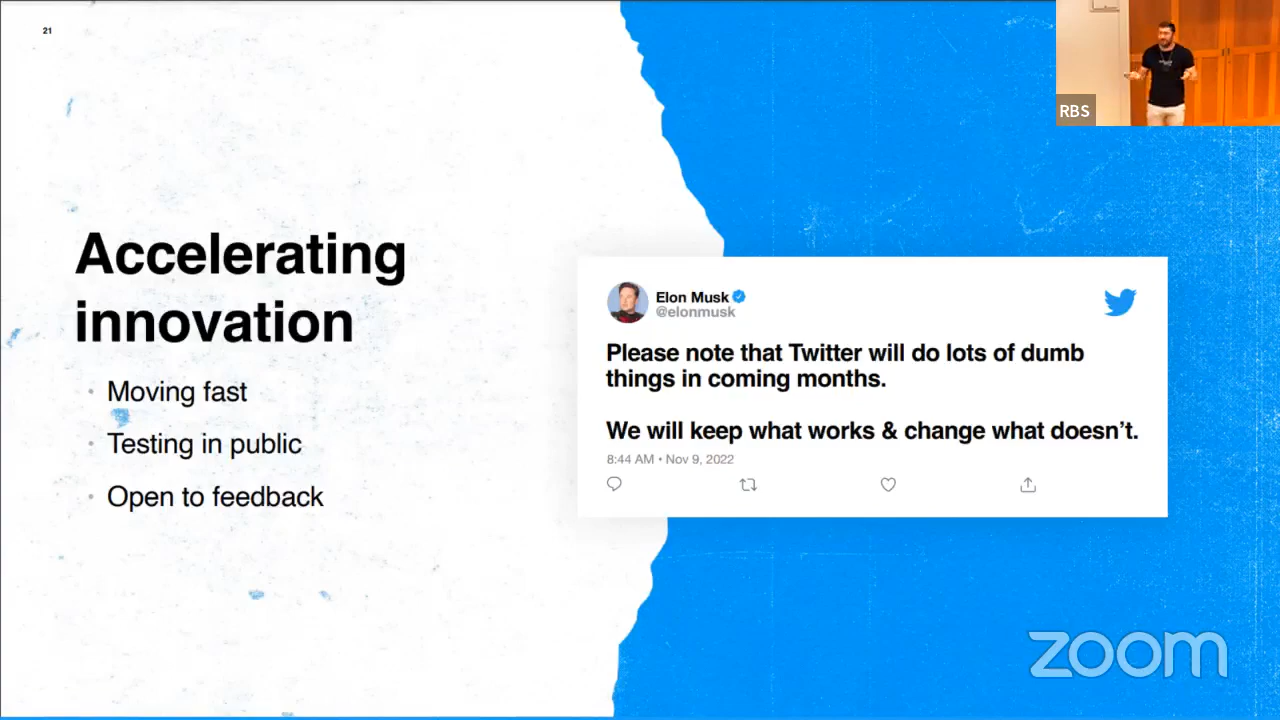 21
RBS
Accelerating
innovation
Moving fast
Testing in public
Open to feedback
Elon Musk
@elonmusk
Please note that Twitter will do lots of dumb
things in coming months.
We will keep what works & change what doesn’t.
8:44 AM • Nov 9, 2022
zoom